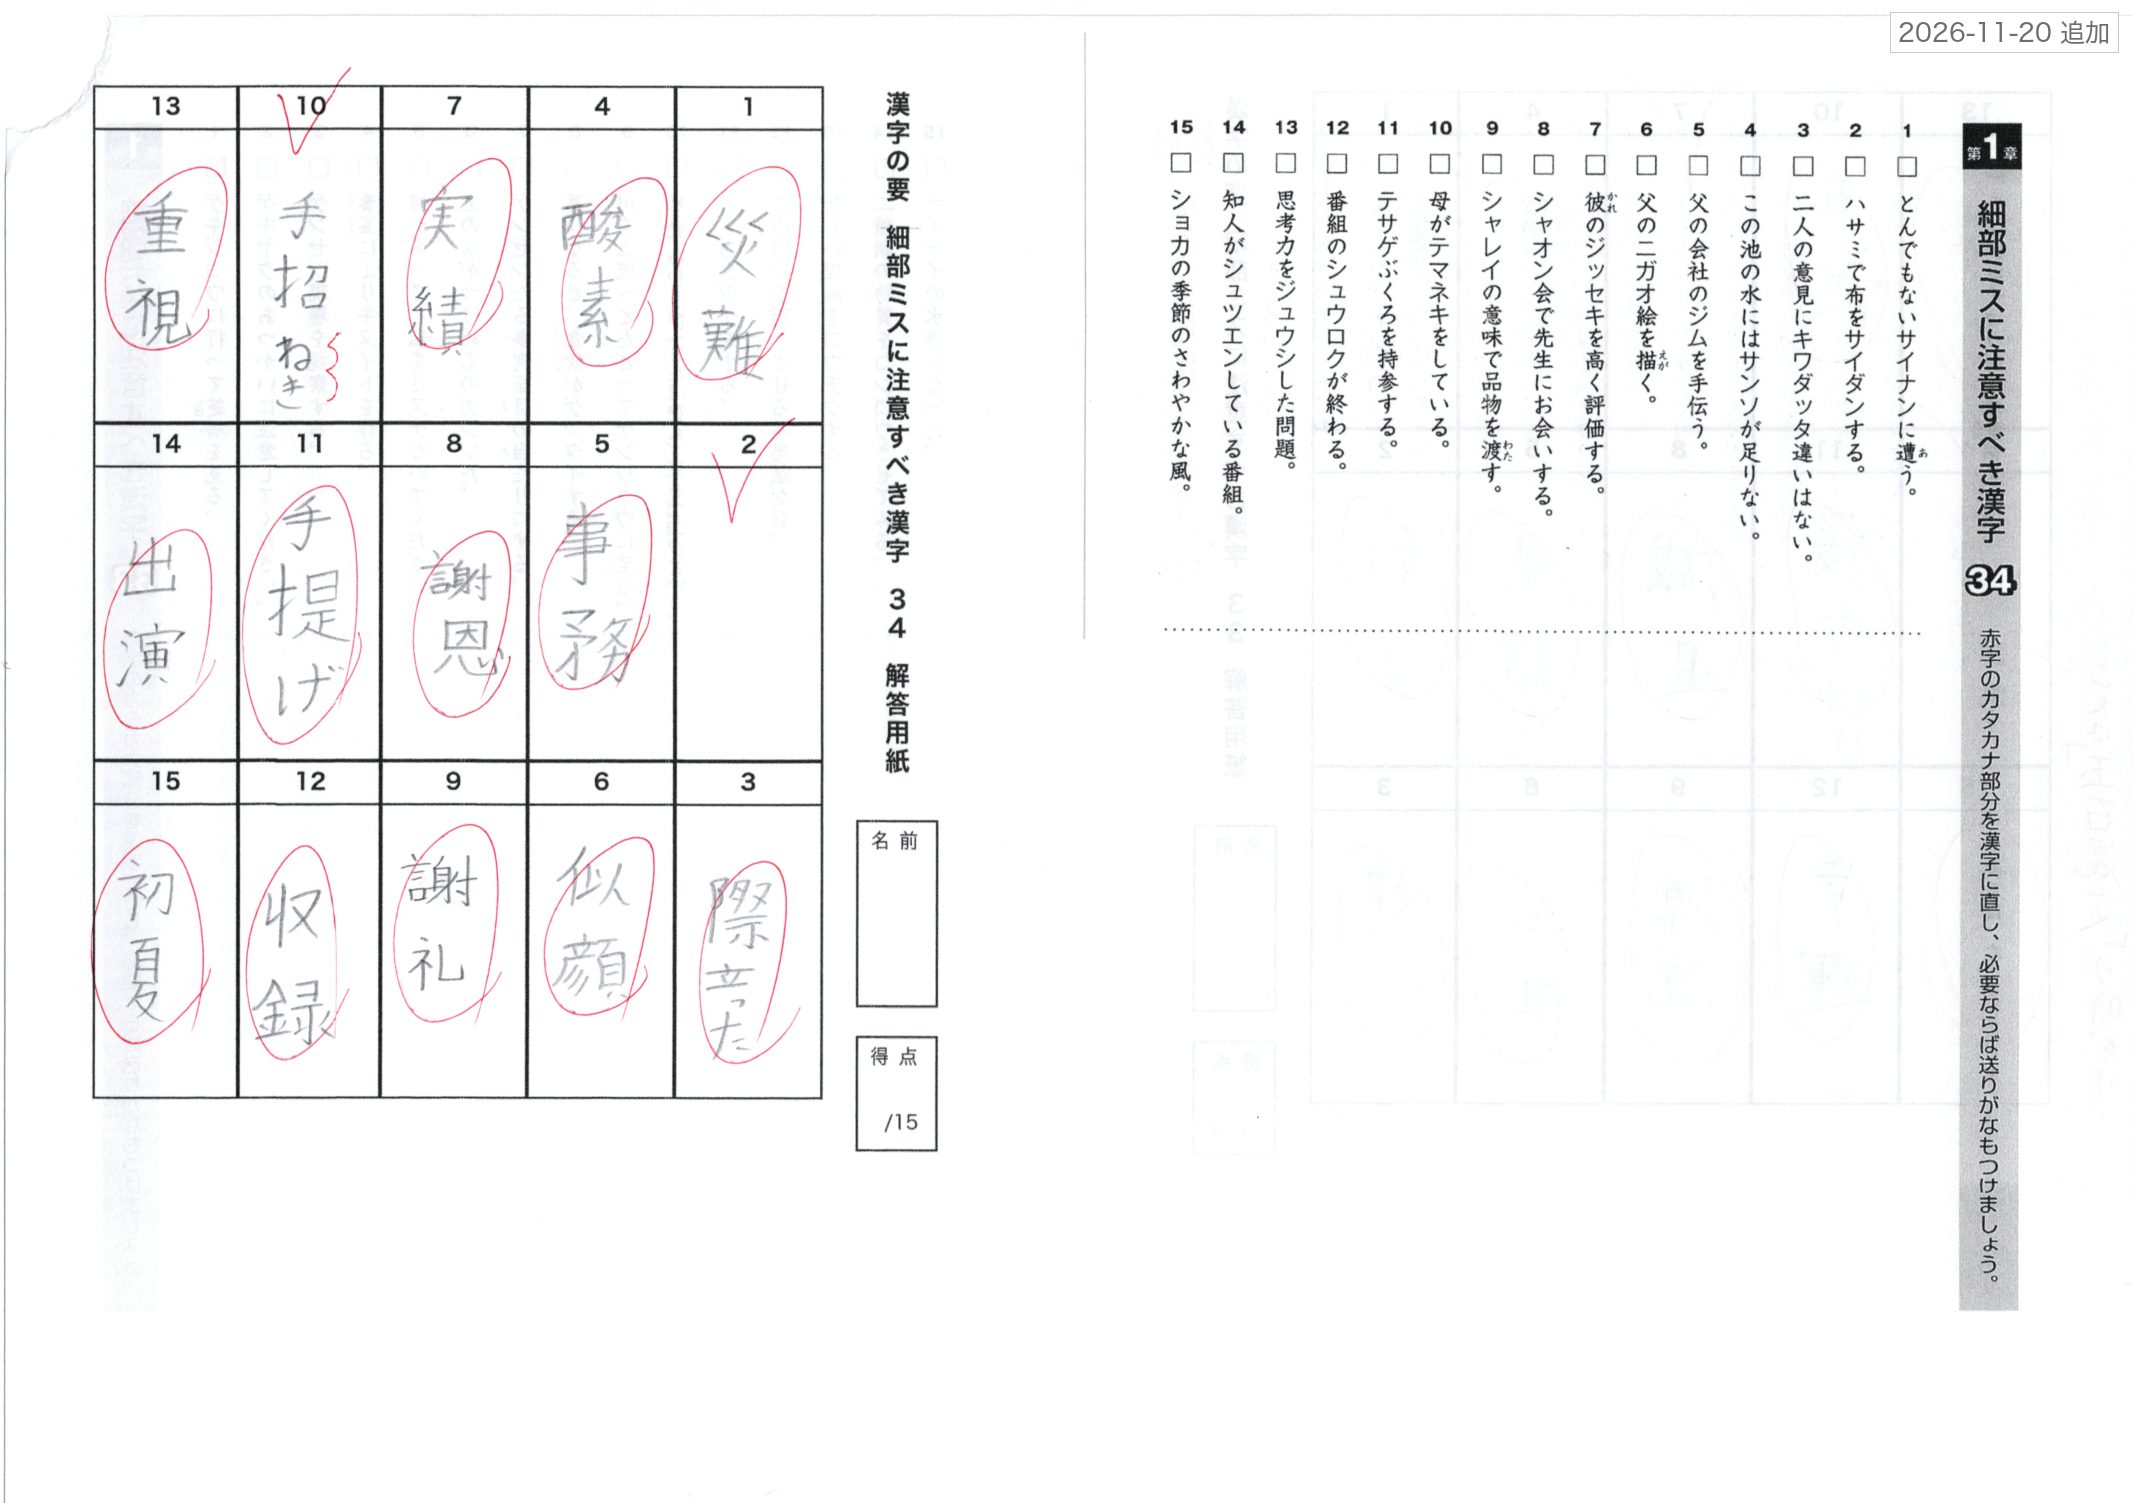 2026-11-20 追加
第1章 細部ミスに注意すべき漢字 34 赤字のカタカナ部分を漢字に直し、必要ならば送りがなもつけましょう。
1 □ とんでもないサイナンに遭う。
あ
2 □ ハサミで布をサイダンする。
3 □ 二人の意見にキワダッタ違いはない。
4 □ この池の水にはサンソが足りない。
5 □ 父の会社のジムを手伝う。
6 □ 父のニガオ絵を描く。
えが
7 □ 彼のジッセキを高く評価する。
かれ
8 □ シャオン会で先生にお会いする。
9 □ シャレイの意味で品物を渡す。
わた
10 □ 母がテマネキをしている。
11 □ テサゲぶくろを持参する。
12 □ 番組のシュウロクが終わる。
13 □ 思考力をジュウシした問題。
14 □ 知人がシュツエンしている番組。
15 □ ショカの季節のさわやかな風。
漢字の要 細部ミスに注意すべき漢字 34 解答用紙
名前
得点
/15
1
災難
2
3
際立った
4
酸素
5
事務
6
似顔
7
実績
8
謝恩
9
謝礼
10
手招ねき
11
手提げ
12
収録
13
重視
14
出演
15
初夏